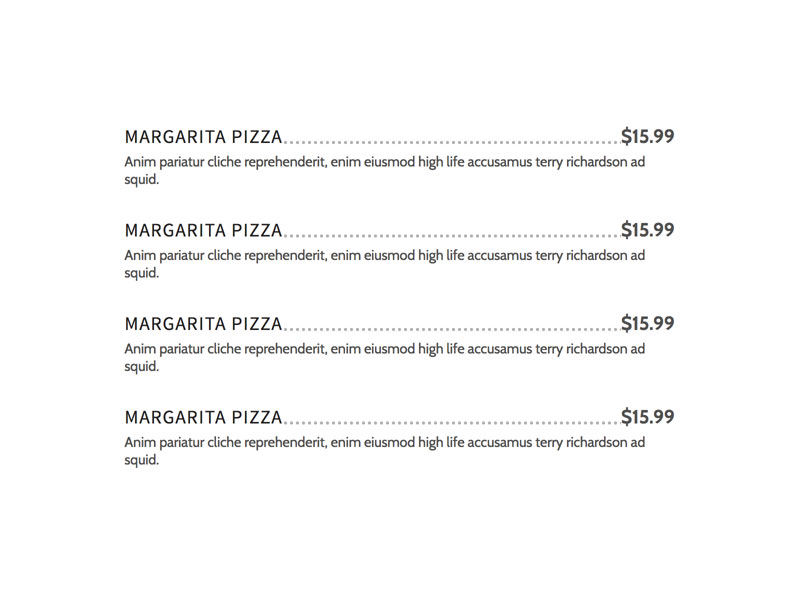 MARGARITA PIZZA........................................................$15.99
Anim pariatur cliche reprehenderit, enim eiusmod high life accusamus terry richardson ad
squid.
MARGARITA PIZZA........................................................$15.99
Anim pariatur cliche reprehenderit, enim eiusmod high life accusamus terry richardson ad
squid.
MARGARITA PIZZA........................................................$15.99
Anim pariatur cliche reprehenderit, enim eiusmod high life accusamus terry richardson ad
squid.
MARGARITA PIZZA........................................................$15.99
Anim pariatur cliche reprehenderit, enim eiusmod high life accusamus terry richardson ad
squid.